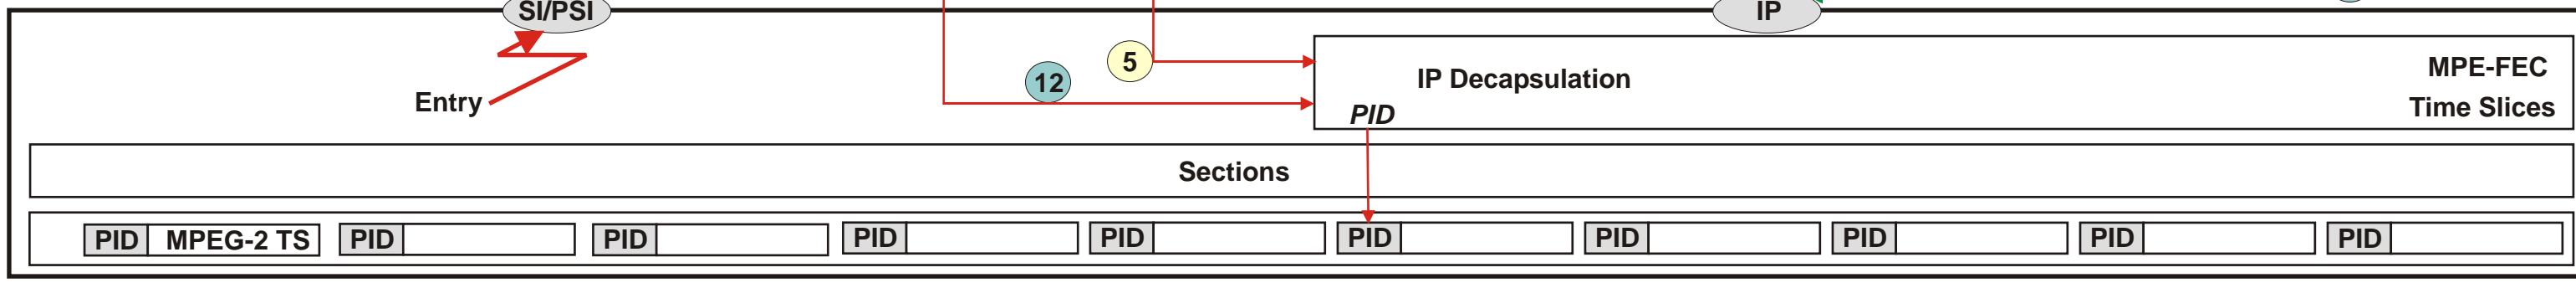 SI/PSI
IP
5
12
IP Decapsulation
MPE-FEC
Entry
PID
Time Slices
Sections
PID MPEG-2 TS PID PID PID PID PID PID PID PID PID